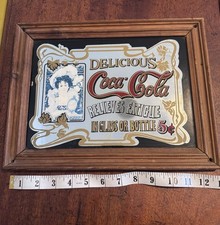 DELICIOUS
Coca-Cola
RELIEVES FATIGUE
IN GLASS OR BOTTLE 5¢
1 2 3 4 5 6 7 8 9 10 11 12